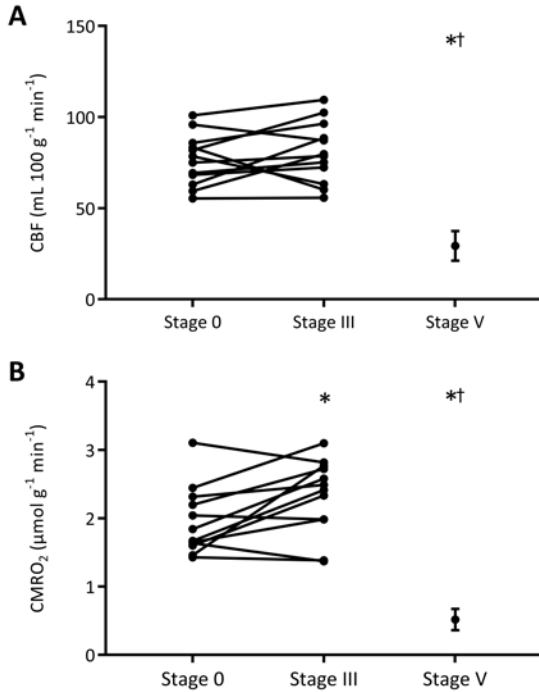 A
150
*†
100
50
0
CBF (mL 100 g⁻¹ min⁻¹)
Stage 0 Stage III Stage V
B
4
* *†
3
2
1
0
CMRO₂ (μmol g⁻¹ min⁻¹)
Stage 0 Stage III Stage V